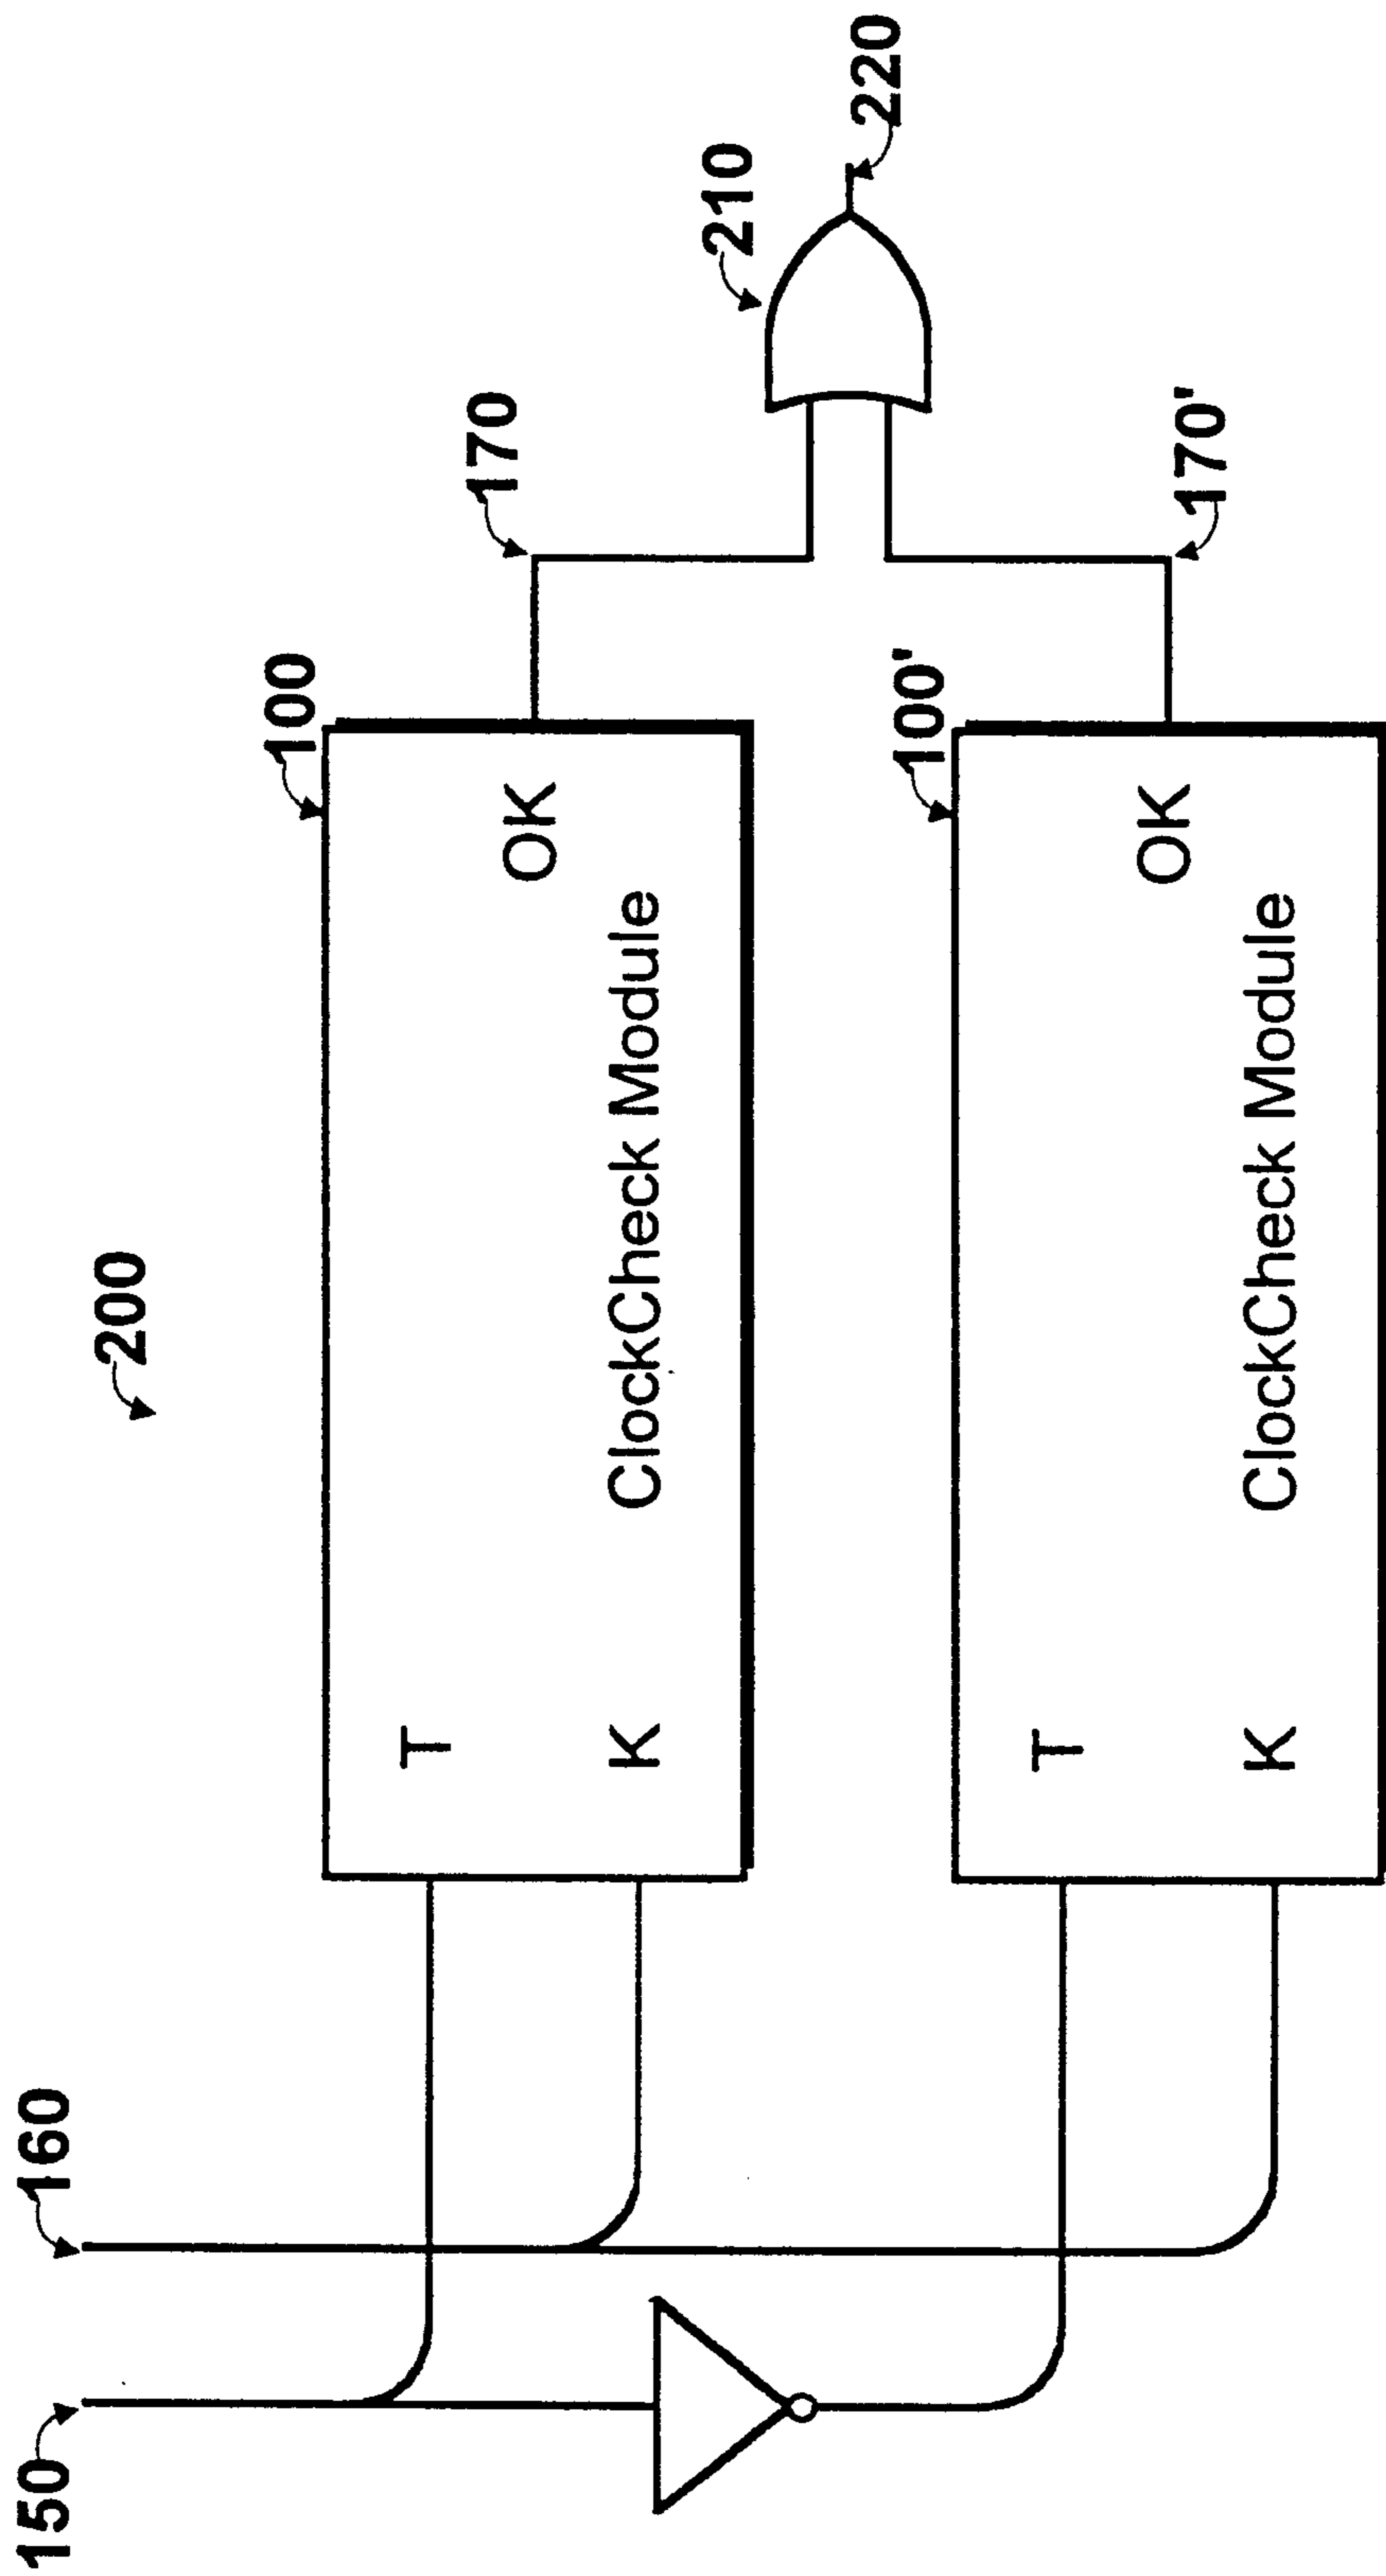 200
150
160
T
K
ClockCheck Module
OK
100
170
210
220
T
K
ClockCheck Module
OK
100'
170'